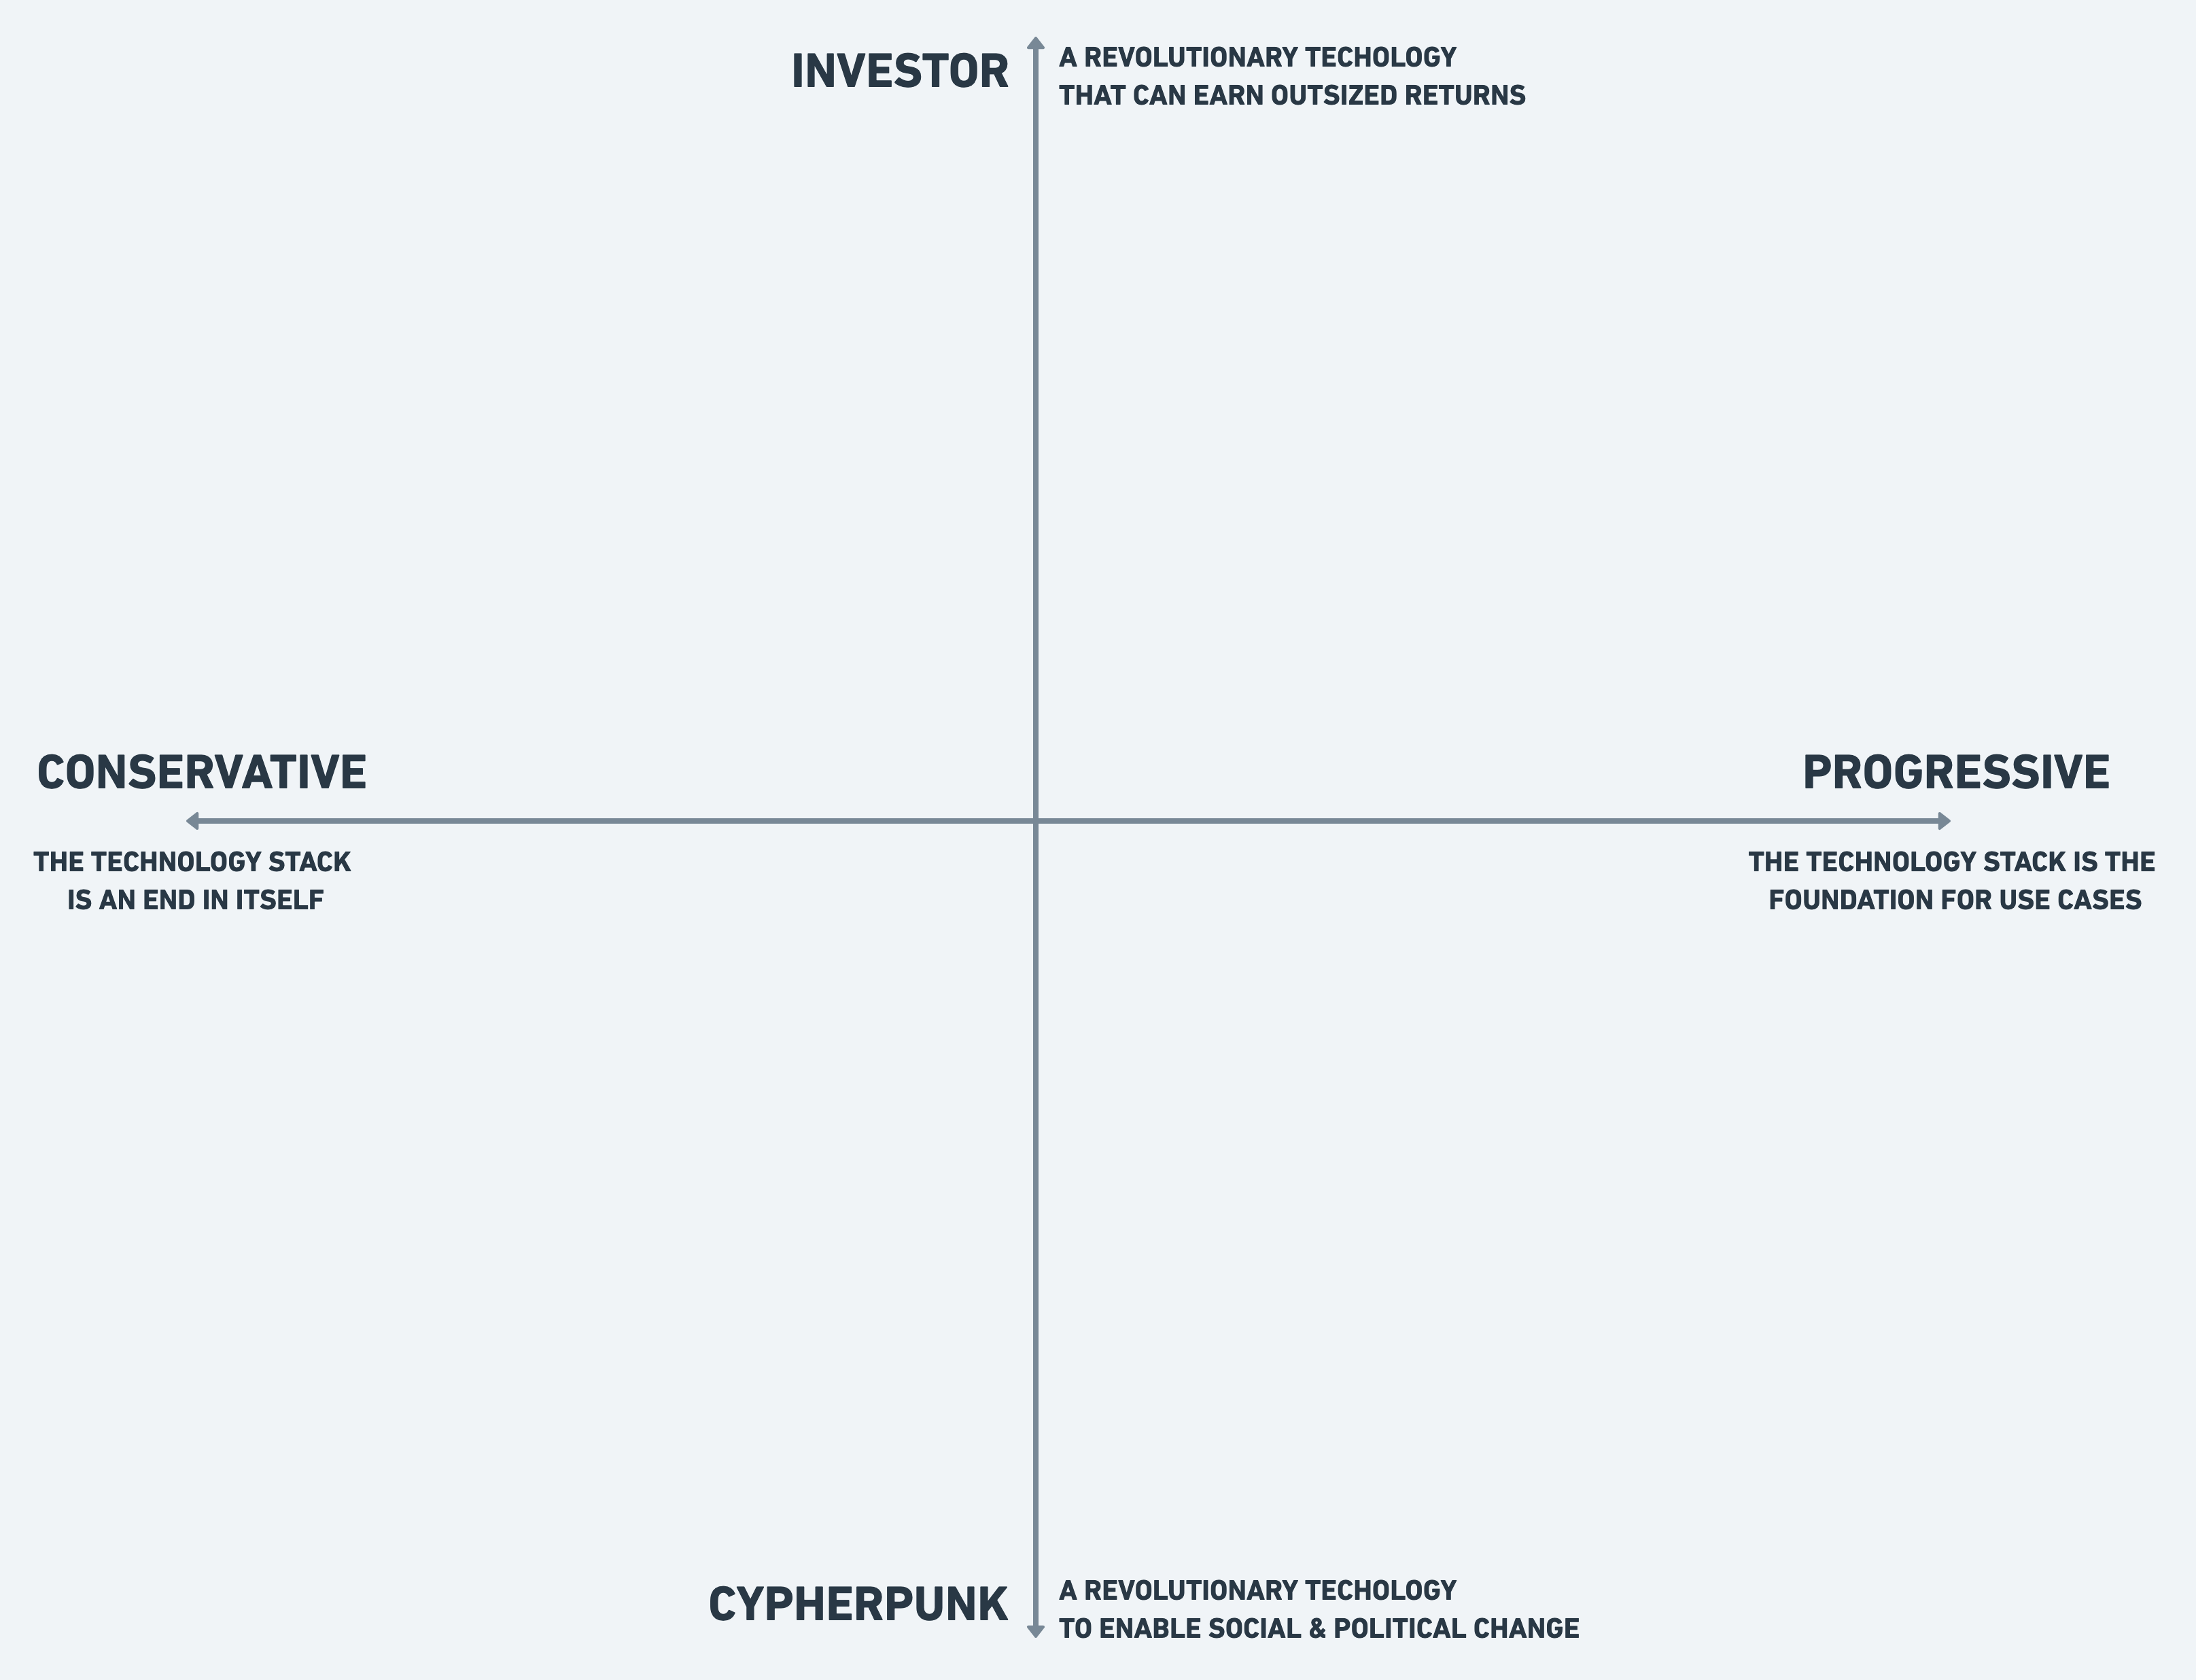 INVESTOR
A REVOLUTIONARY TECHOLOGY
THAT CAN EARN OUTSIZED RETURNS
CONSERVATIVE
THE TECHNOLOGY STACK
IS AN END IN ITSELF
PROGRESSIVE
THE TECHNOLOGY STACK IS THE
FOUNDATION FOR USE CASES
CYPHERPUNK
A REVOLUTIONARY TECHOLOGY
TO ENABLE SOCIAL & POLITICAL CHANGE